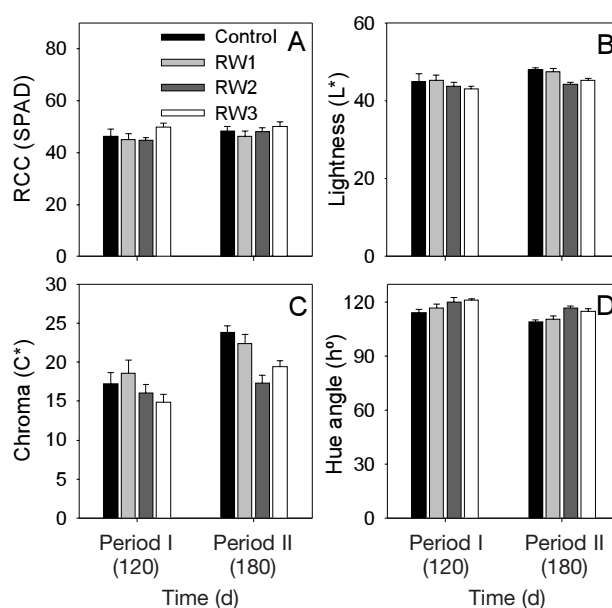 A
Control
RW1
RW2
RW3
RCC (SPAD)
80
60
40
20
0
B
Lightness (L*)
60
40
20
0
C
Chroma (C*)
30
25
20
15
10
5
0
Period I
(120)
Period II
(180)
Time (d)
D
Hue angle (hº)
120
90
60
30
0
Period I
(120)
Period II
(180)
Time (d)